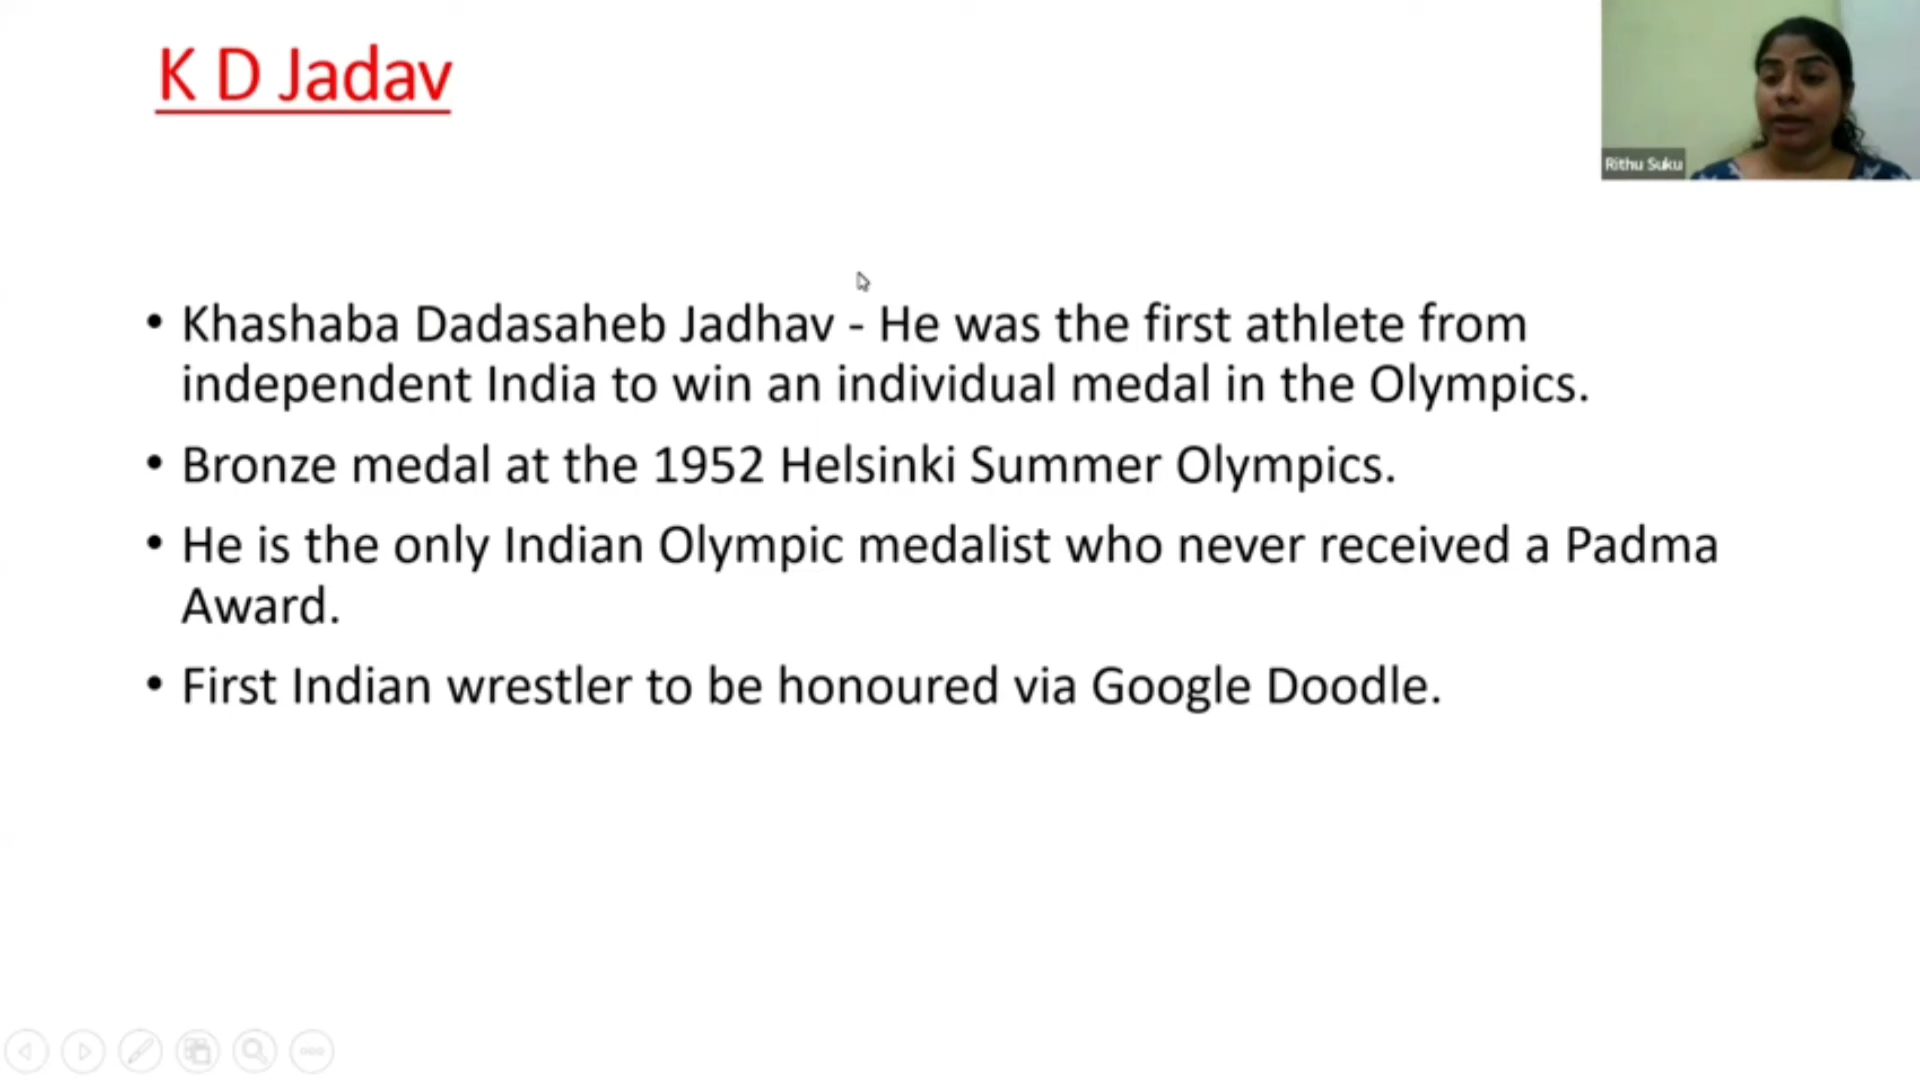 K D Jadav
Rithu Suku
• Khashaba Dadasaheb Jadhav - He was the first athlete from
independent India to win an individual medal in the Olympics.
• Bronze medal at the 1952 Helsinki Summer Olympics.
• He is the only Indian Olympic medalist who never received a Padma
Award.
• First Indian wrestler to be honoured via Google Doodle.